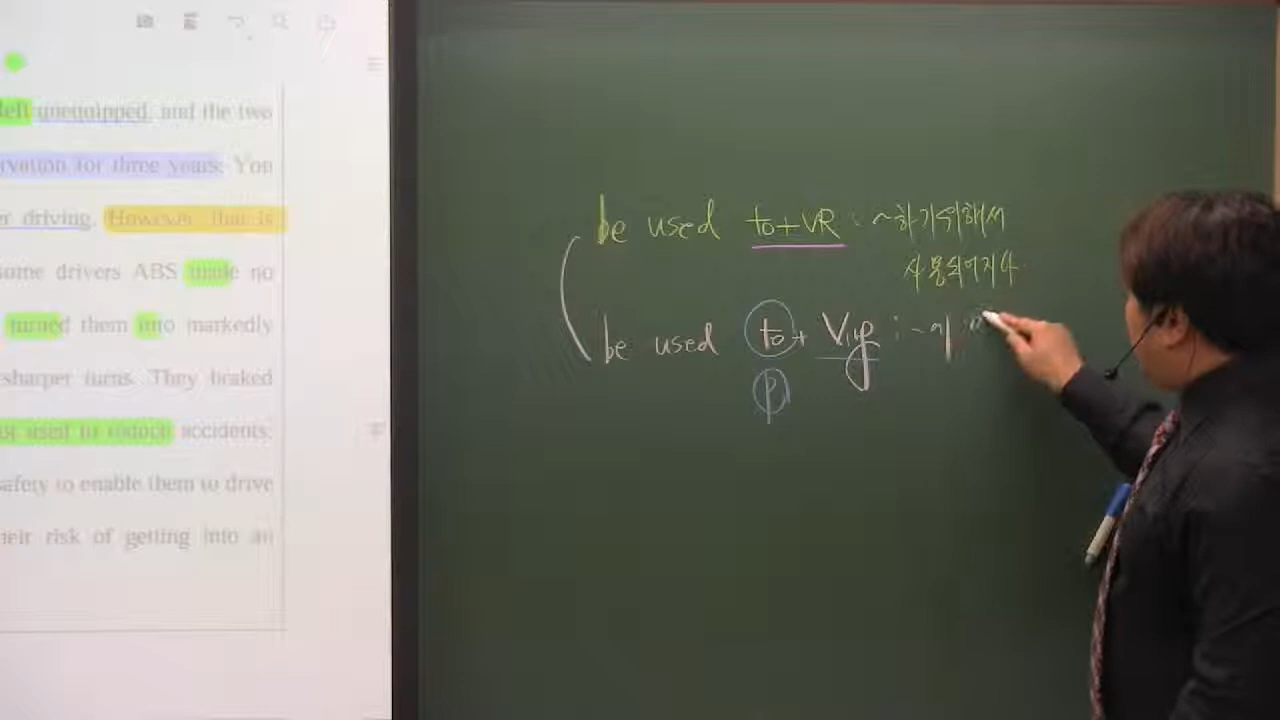 left unequipped, and the two
rvation for three years. You
er driving. However, that is
some drivers ABS made no
turned them into markedly
sharper turns. They braked
ot used to reduce accidents;
safety to enable them to drive
heir risk of getting into an
be used to+VR : ~하기위해서
사용되어지다
be used to + Ving : ~에
p